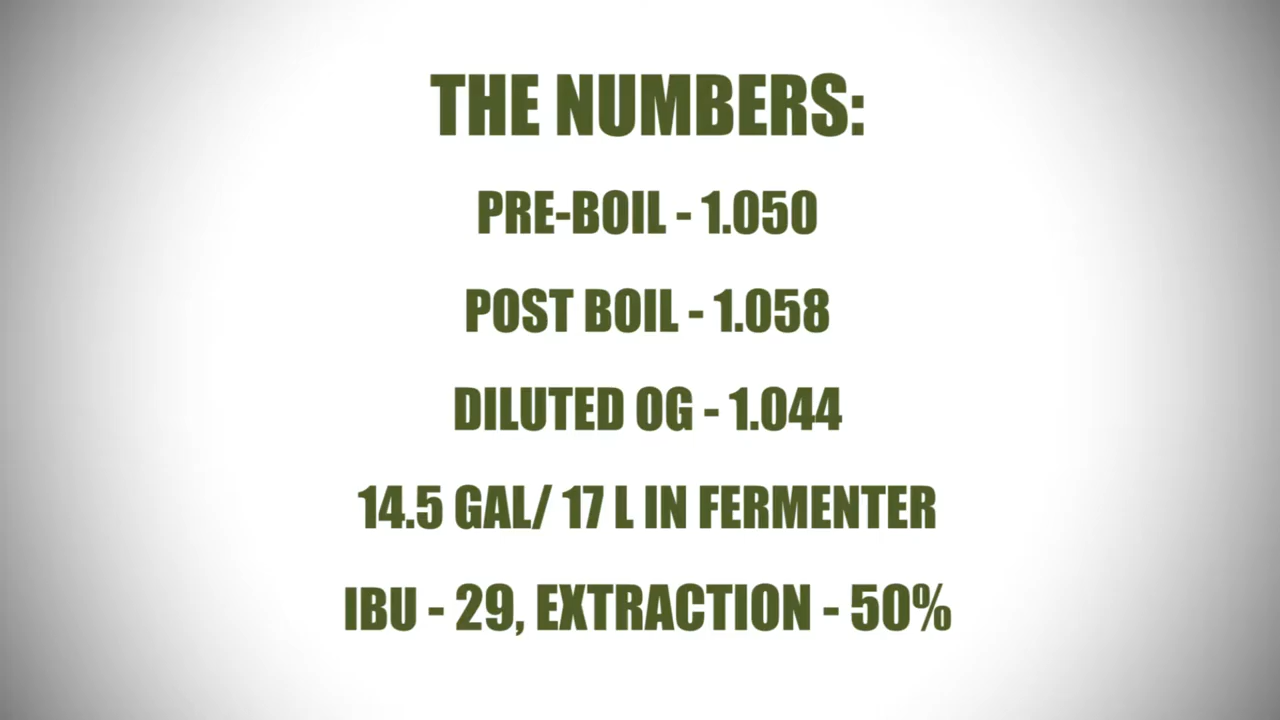 THE NUMBERS:
PRE-BOIL - 1.050
POST BOIL - 1.058
DILUTED OG - 1.044
14.5 GAL/ 17 L IN FERMENTER
IBU - 29, EXTRACTION - 50%